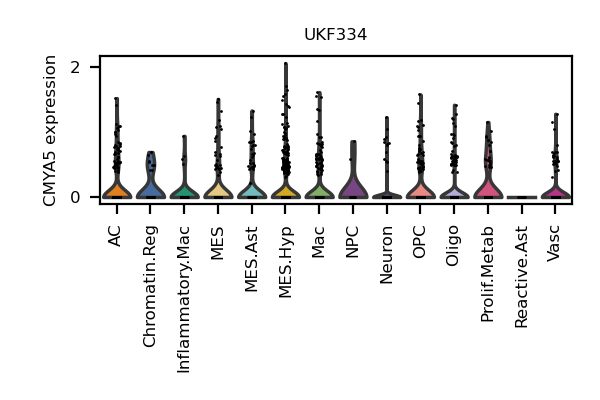 UKF334
CMYA5 expression
2
0
AC
Chromatin.Reg
Inflammatory.Mac
MES
MES.Ast
MES.Hyp
Mac
NPC
Neuron
OPC
Oligo
Prolif.Metab
Reactive.Ast
Vasc